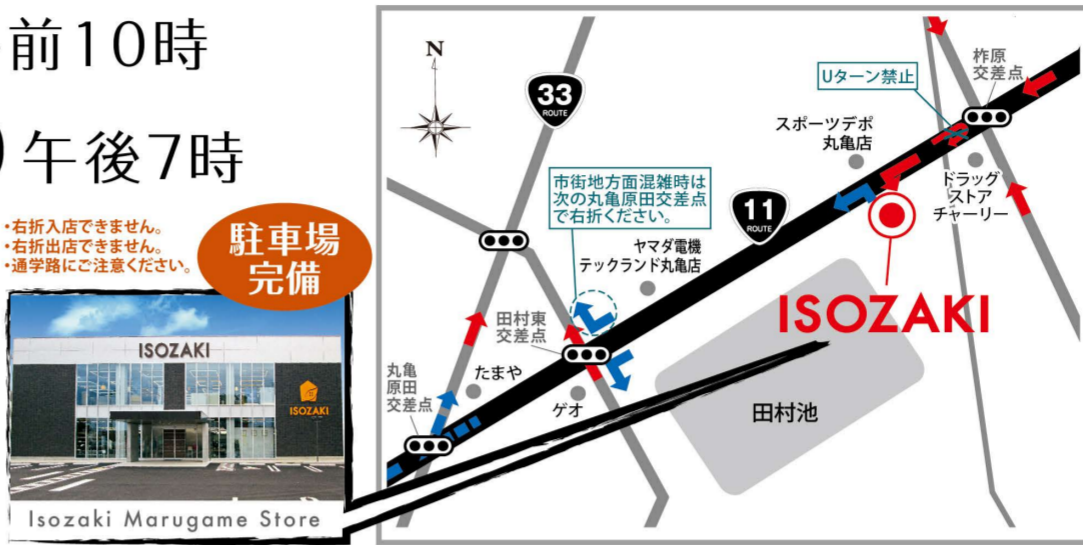 前10時
午後7時
・右折入店できません。
・右折出店できません。
・通学路にご注意ください。
駐車場
完備
ISOZAKI
ISOZAKI
Isozaki Marugame Store
N
33
ROUTE
Uターン禁止
柞原
交差点
スポーツデポ
丸亀店
ドラッグ
ストア
チャーリー
市街地方面混雑時は
次の丸亀原田交差点
で右折ください。
11
ROUTE
ヤマダ電機
テックランド丸亀店
ISOZAKI
田村東
交差点
丸亀
原田
交差点
たまや
ゲオ
田村池